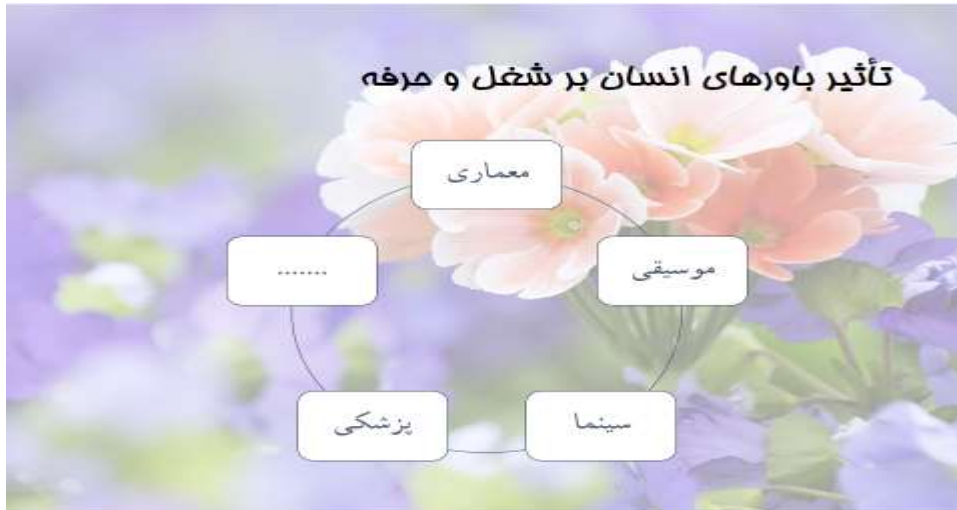 تأثیر باورهای انسان بر شغل و حرفه
معماری
موسیقی
.......
سینما
پزشکی